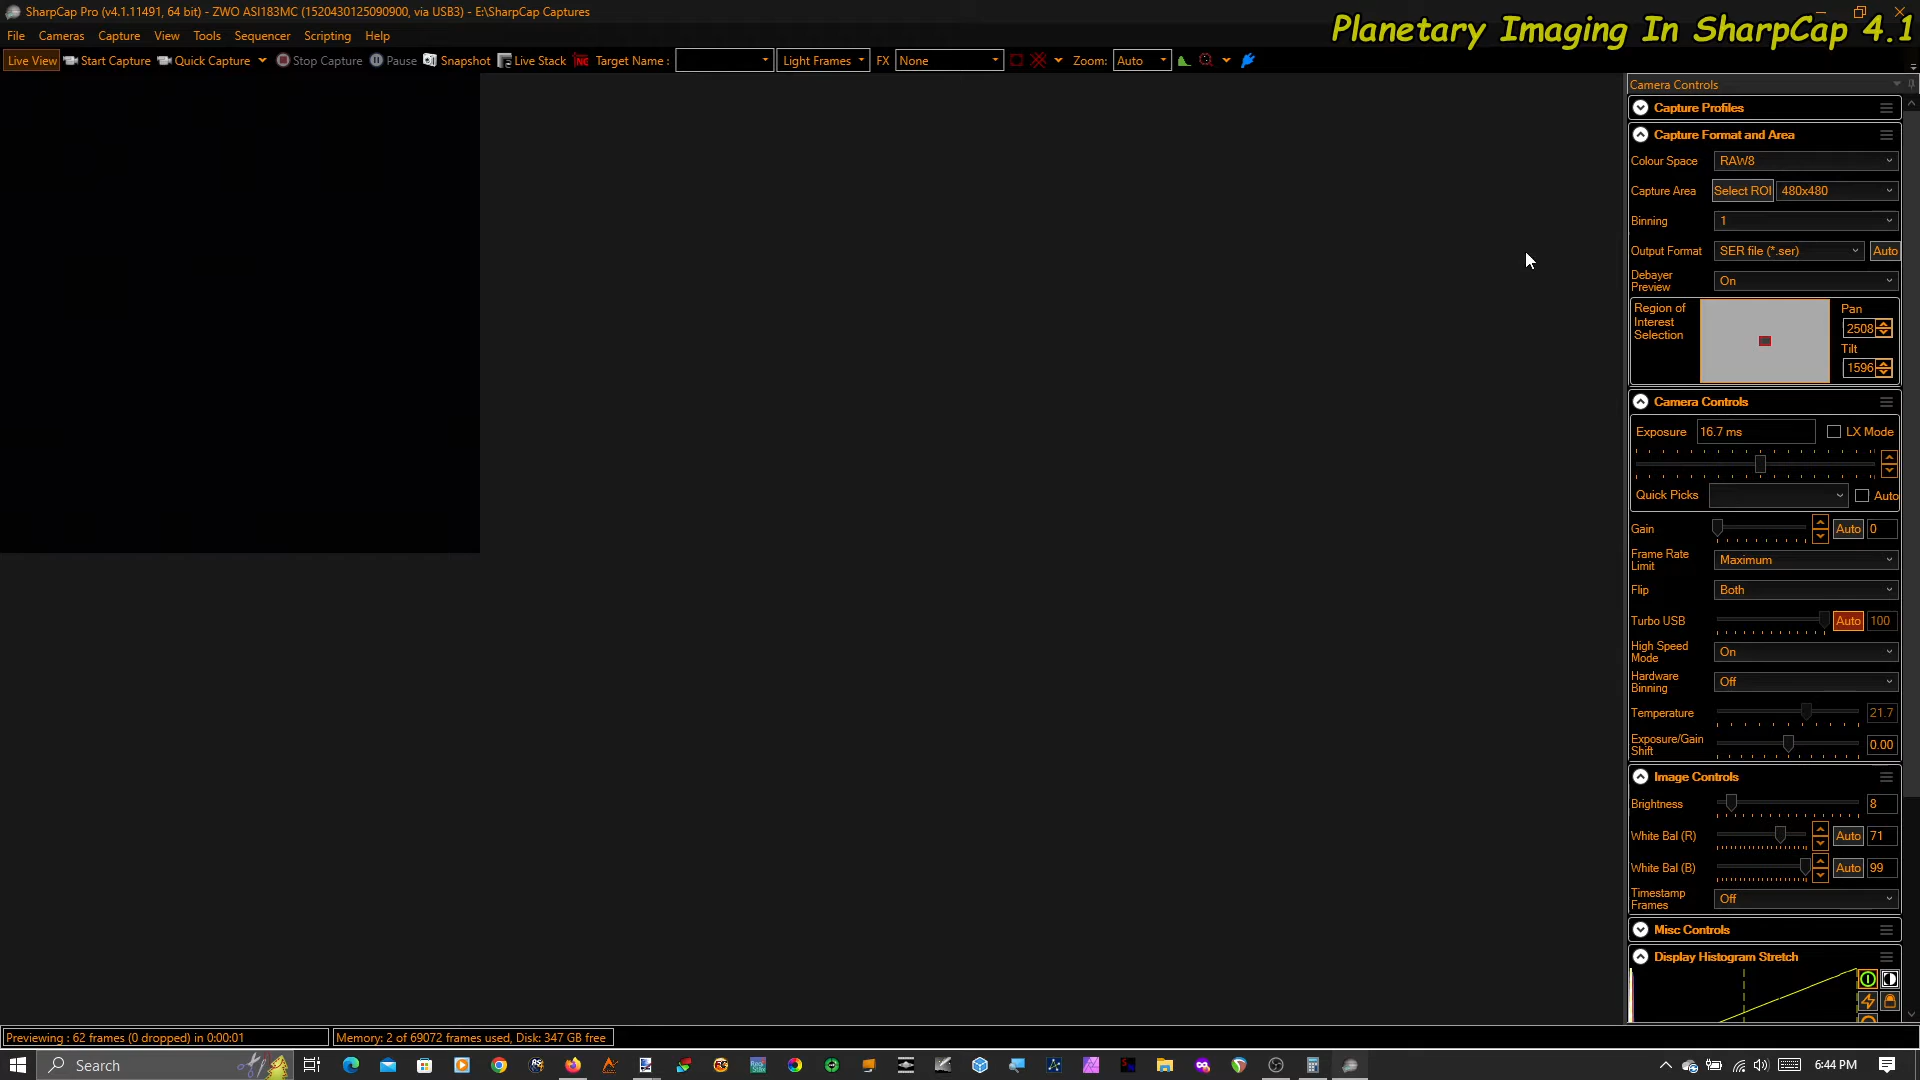 SharpCap Pro (v4.1.11491, 64 bit) - ZWO ASI183MC (1520430125090900, via USB3) - E:\SharpCap Captures
Planetary Imaging In SharpCap 4.1
File Cameras Capture View Tools Sequencer Scripting Help
Live View Start Capture Quick Capture Stop Capture Pause Snapshot Live Stack NC Target Name : Light Frames FX None Zoom: Auto
Camera Controls
Capture Profiles
Capture Format and Area
Colour Space RAW8
Capture Area Select ROI 480x480
Binning 1
Output Format SER file (*.ser) Auto
Debayer
Preview On
Region of
Interest
Selection
Pan
2508
Tilt
1596
Camera Controls
Exposure 16.7 ms LX Mode
Quick Picks Auto
Gain Auto 0
Frame Rate
Limit Maximum
Flip Both
Turbo USB Auto 100
High Speed
Mode On
Hardware
Binning Off
Temperature 21.7
Exposure/Gain
Shift 0.00
Image Controls
Brightness 8
White Bal (R) Auto 71
White Bal (B) Auto 99
Timestamp
Frames Off
Misc Controls
Display Histogram Stretch
Previewing : 62 frames (0 dropped) in 0:00:01 Memory: 2 of 69072 frames used, Disk: 347 GB free
Search 6:44 PM